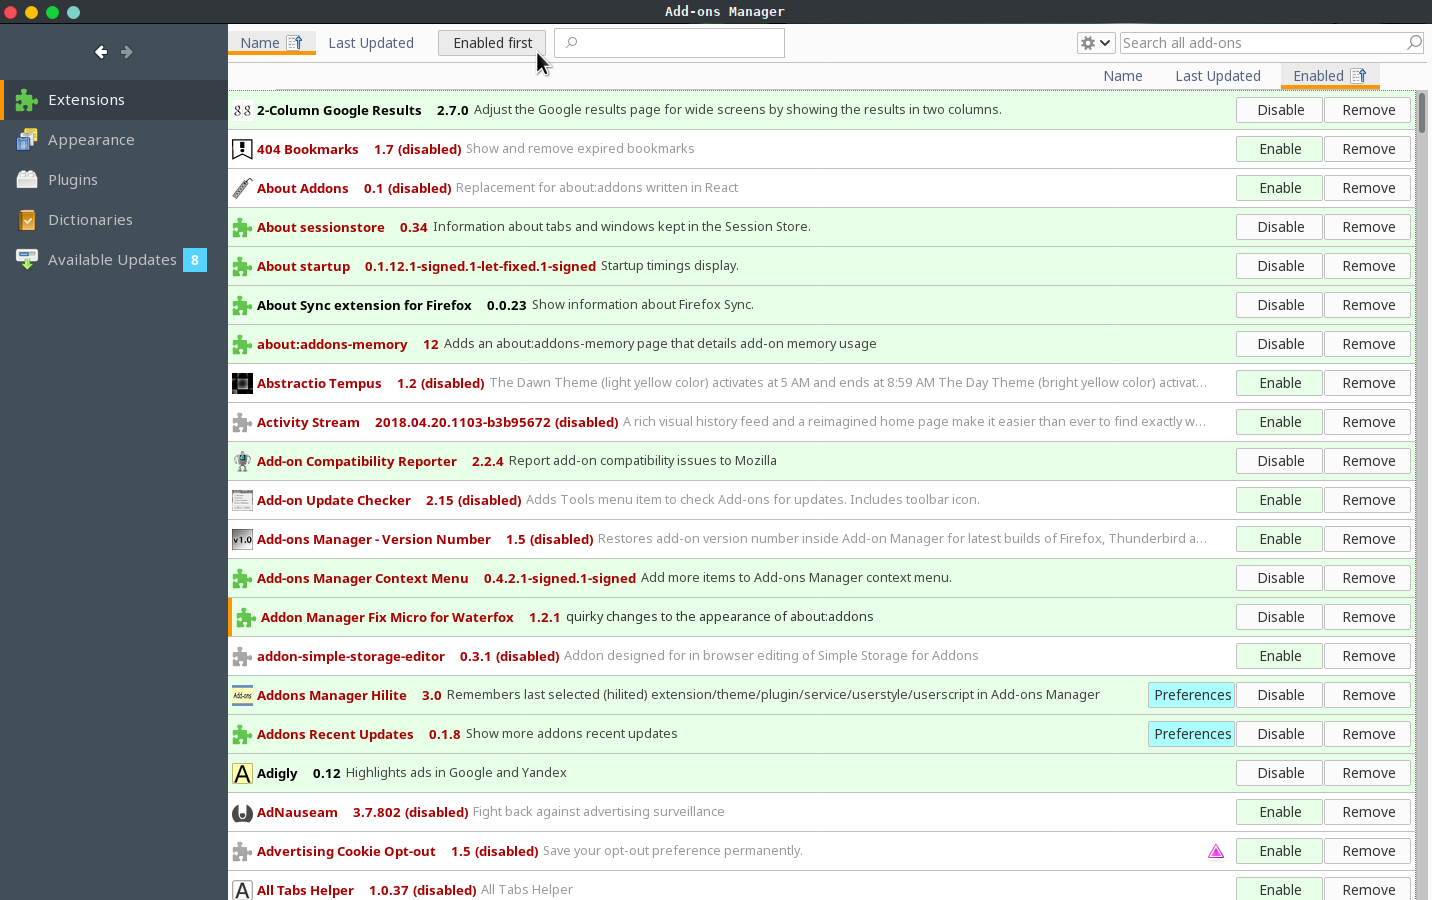 Add-ons Manager
Name Last Updated Enabled first Search all add-ons
Name Last Updated Enabled
Extensions
Appearance
Plugins
Dictionaries
Available Updates 8
2-Column Google Results 2.7.0 Adjust the Google results page for wide screens by showing the results in two columns. Disable Remove
404 Bookmarks 1.7 (disabled) Show and remove expired bookmarks Enable Remove
About Addons 0.1 (disabled) Replacement for about:addons written in React Enable Remove
About sessionstore 0.34 Information about tabs and windows kept in the Session Store. Disable Remove
About startup 0.1.12.1-signed.1-let-fixed.1-signed Startup timings display. Disable Remove
About Sync extension for Firefox 0.0.23 Show information about Firefox Sync. Disable Remove
about:addons-memory 12 Adds an about:addons-memory page that details add-on memory usage Disable Remove
Abstractio Tempus 1.2 (disabled) The Dawn Theme (light yellow color) activates at 5 AM and ends at 8:59 AM The Day Theme (bright yellow color) activat… Enable Remove
Activity Stream 2018.04.20.1103-b3b95672 (disabled) A rich visual history feed and a reimagined home page make it easier than ever to find exactly w… Enable Remove
Add-on Compatibility Reporter 2.2.4 Report add-on compatibility issues to Mozilla Disable Remove
Add-on Update Checker 2.15 (disabled) Adds Tools menu item to check Add-ons for updates. Includes toolbar icon. Enable Remove
v1.0 Add-ons Manager - Version Number 1.5 (disabled) Restores add-on version number inside Add-on Manager for latest builds of Firefox, Thunderbird a… Enable Remove
Add-ons Manager Context Menu 0.4.2.1-signed.1-signed Add more items to Add-ons Manager context menu. Disable Remove
Addon Manager Fix Micro for Waterfox 1.2.1 quirky changes to the appearance of about:addons Disable Remove
addon-simple-storage-editor 0.3.1 (disabled) Addon designed for in browser editing of Simple Storage for Addons Enable Remove
Add-ons Addons Manager Hilite 3.0 Remembers last selected (hilited) extension/theme/plugin/service/userstyle/userscript in Add-ons Manager Preferences Disable Remove
Addons Recent Updates 0.1.8 Show more addons recent updates Preferences Disable Remove
A Adigly 0.12 Highlights ads in Google and Yandex Disable Remove
AdNauseam 3.7.802 (disabled) Fight back against advertising surveillance Enable Remove
Advertising Cookie Opt-out 1.5 (disabled) Save your opt-out preference permanently. Enable Remove
A All Tabs Helper 1.0.37 (disabled) All Tabs Helper Enable Remove